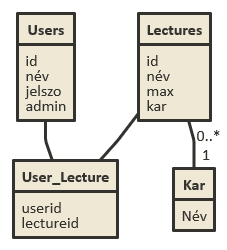 Users
id
név
jelszo
admin
Lectures
id
név
max
kar
0..*
1
User_Lecture
userid
lectureid
Kar
Név